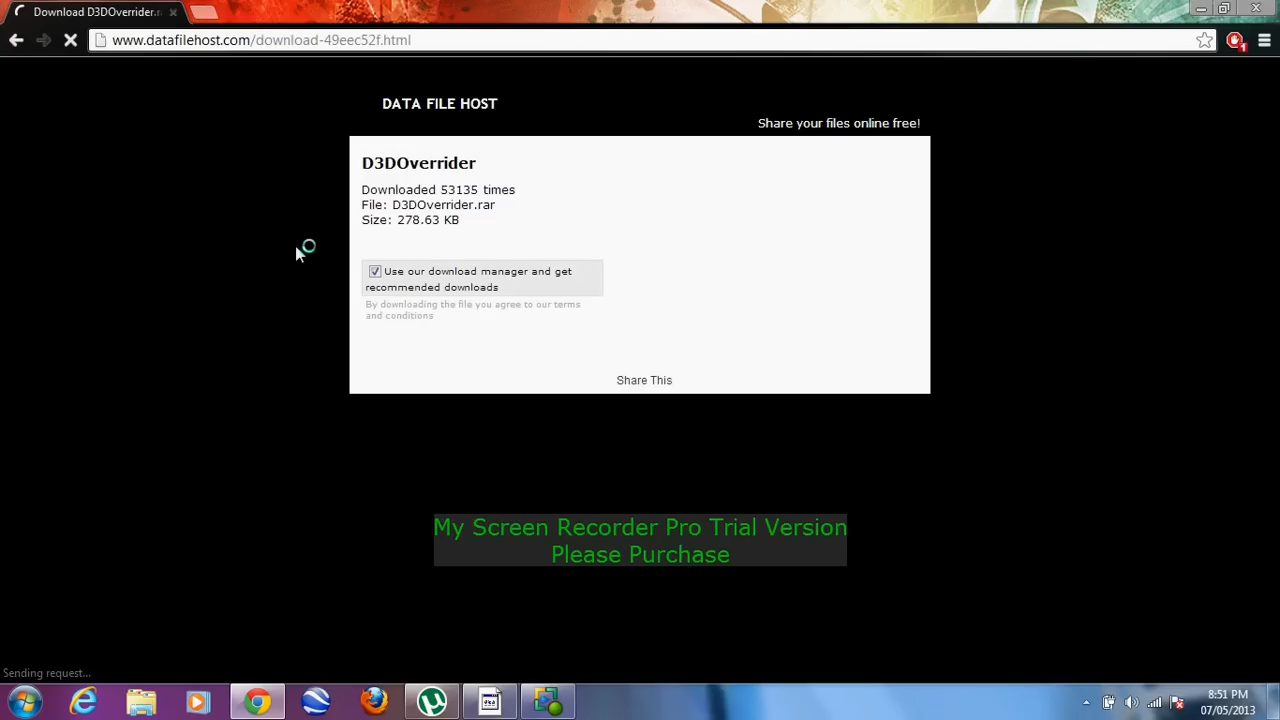 Download D3DOverrider.r
www.datafilehost.com/download-49eec52f.html
1
DATA FILE HOST
Share your files online free!
D3DOverrider
Downloaded 53135 times
File: D3DOverrider.rar
Size: 278.63 KB
Use our download manager and get
recommended downloads
By downloading the file you agree to our terms
and conditions
Share This
My Screen Recorder Pro Trial Version
Please Purchase
Sending request...
8:51 PM
07/05/2013